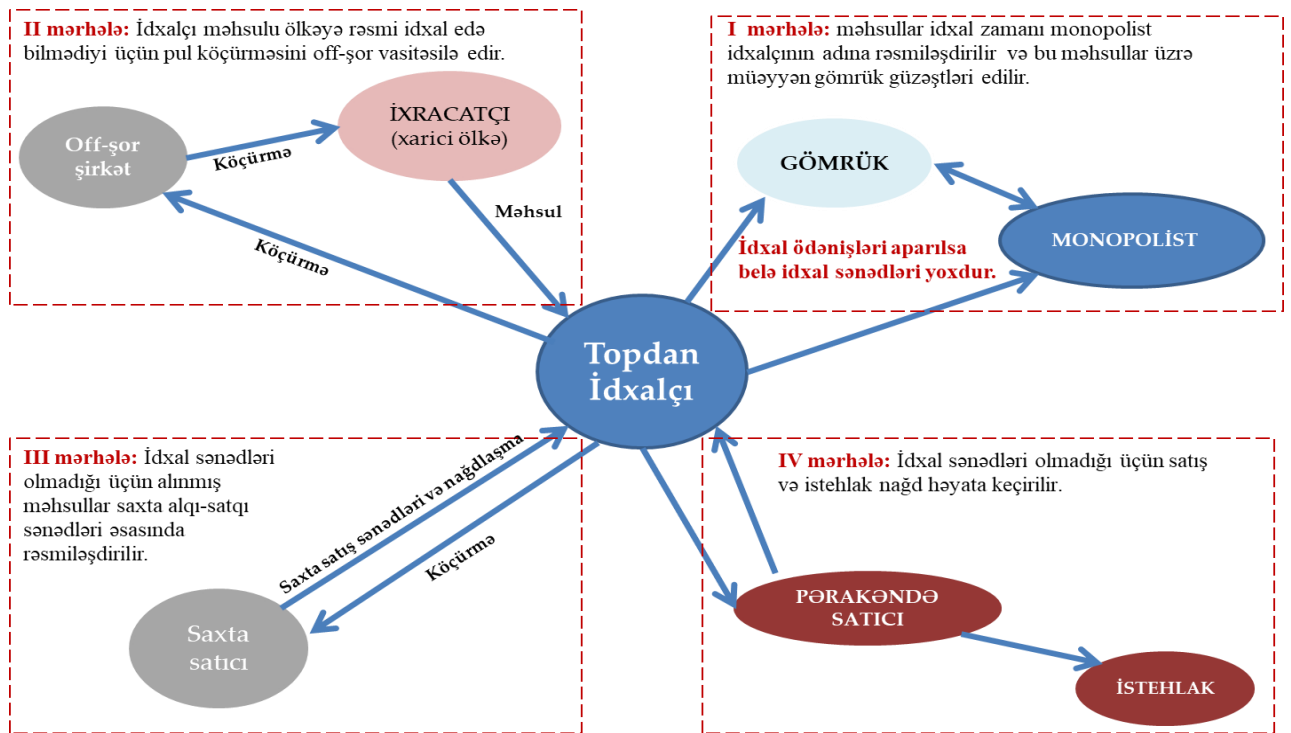 II mərhələ: İdxalçı məhsulu ölkəyə rəsmi idxal edə
bilmədiyi üçün pul köçürməsini off-şor vasitəsilə edir.
Off-şor
şirkət
Köçürmə
İXRACATÇI
(xarici ölkə)
Məhsul
Köçürmə
I mərhələ: məhsullar idxal zamanı monopolist
idxalçının adına rəsmiləşdirilir və bu məhsullar üzrə
müəyyən gömrük güzəştləri edilir.
GÖMRÜK
MONOPOLİST
İdxal ödənişləri aparılsa
belə idxal sənədləri yoxdur.
Topdan
İdxalçı
III mərhələ: İdxal sənədləri
olmadığı üçün alınmış
məhsullar saxta alqı-satqı
sənədləri əsasında
rəsmiləşdirilir.
Saxta satış sənədləri və nağdlaşma
Köçürmə
Saxta
satıcı
IV mərhələ: İdxal sənədləri olmadığı üçün satış
və istehlak nağd həyata keçirilir.
PƏRAKƏNDƏ
SATICI
İSTEHLAK